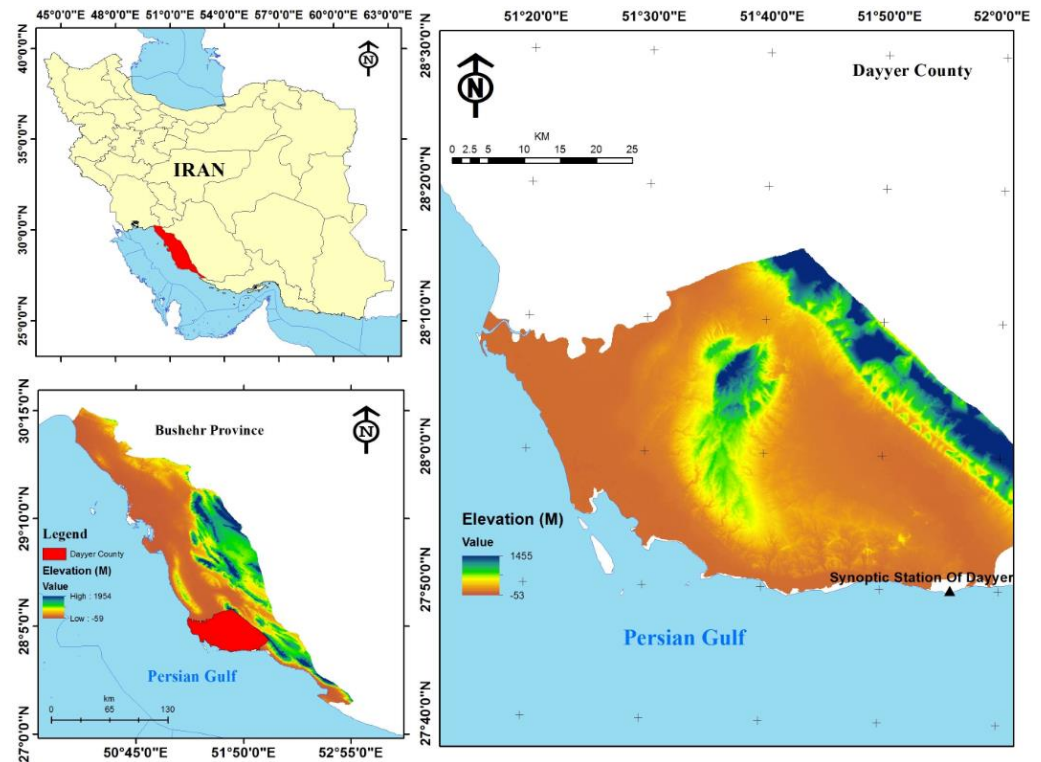 45°0'0"E 48°0'0"E 51°0'0"E 54°0'0"E 57°0'0"E 60°0'0"E 63°0'0"E
40°0'0"N
35°0'0"N
30°0'0"N
25°0'0"N
N
IRAN
30°15'0"N
29°10'0"N
28°5'0"N
27°0'0"N
Bushehr Province
N
Legend
Dayyer County
Elevation (M)
Value
High : 1954
Low : -59
Persian Gulf
km
0 65 130
50°45'0"E 51°50'0"E 52°55'0"E
51°20'0"E 51°30'0"E 51°40'0"E 51°50'0"E 52°0'0"E
28°30'0"N
28°20'0"N
28°10'0"N
28°0'0"N
27°50'0"N
27°40'0"N
N
Dayyer County
KM
0 2.5 5 10 15 20 25
Elevation (M)
Value
1455
-53
Synoptic Station Of Dayyer
Persian Gulf